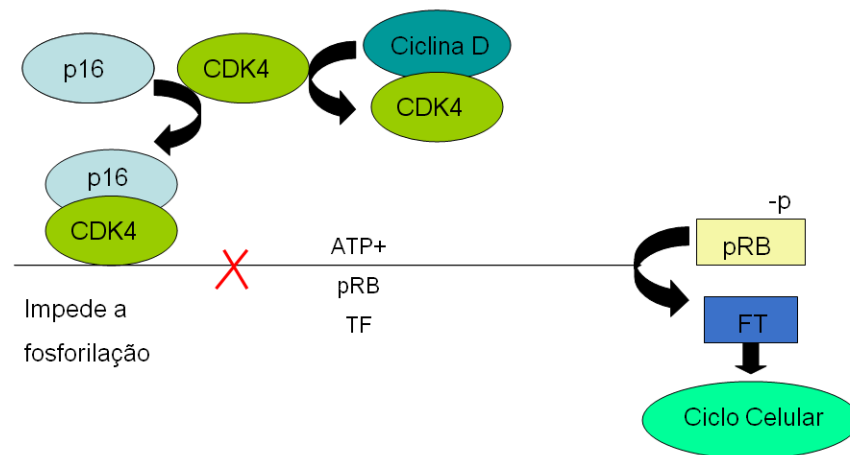 p16
CDK4
Ciclina D
CDK4
p16
CDK4
Impede a
fosforilação
ATP+
pRB
TF
-p
pRB
FT
Ciclo Celular